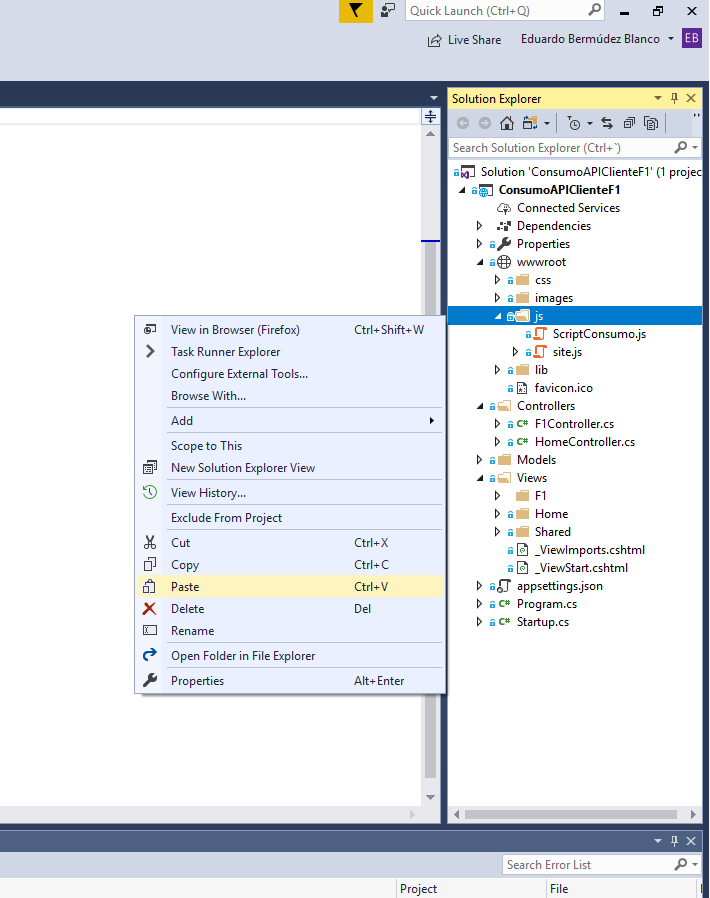 Quick Launch (Ctrl+Q)
Live Share
Eduardo Bermúdez Blanco
EB
Solution Explorer
Search Solution Explorer (Ctrl+`)
Solution 'ConsumoAPIClienteF1' (1 projec
ConsumoAPIClienteF1
Connected Services
Dependencies
Properties
wwwroot
css
images
js
ScriptConsumo.js
site.js
lib
favicon.ico
Controllers
F1Controller.cs
HomeController.cs
Models
Views
F1
Home
Shared
_ViewImports.cshtml
_ViewStart.cshtml
appsettings.json
Program.cs
Startup.cs
View in Browser (Firefox) Ctrl+Shift+W
Task Runner Explorer
Configure External Tools...
Browse With...
Add
Scope to This
New Solution Explorer View
View History...
Exclude From Project
Cut Ctrl+X
Copy Ctrl+C
Paste Ctrl+V
Delete Del
Rename
Open Folder in File Explorer
Properties Alt+Enter
Search Error List
Project File